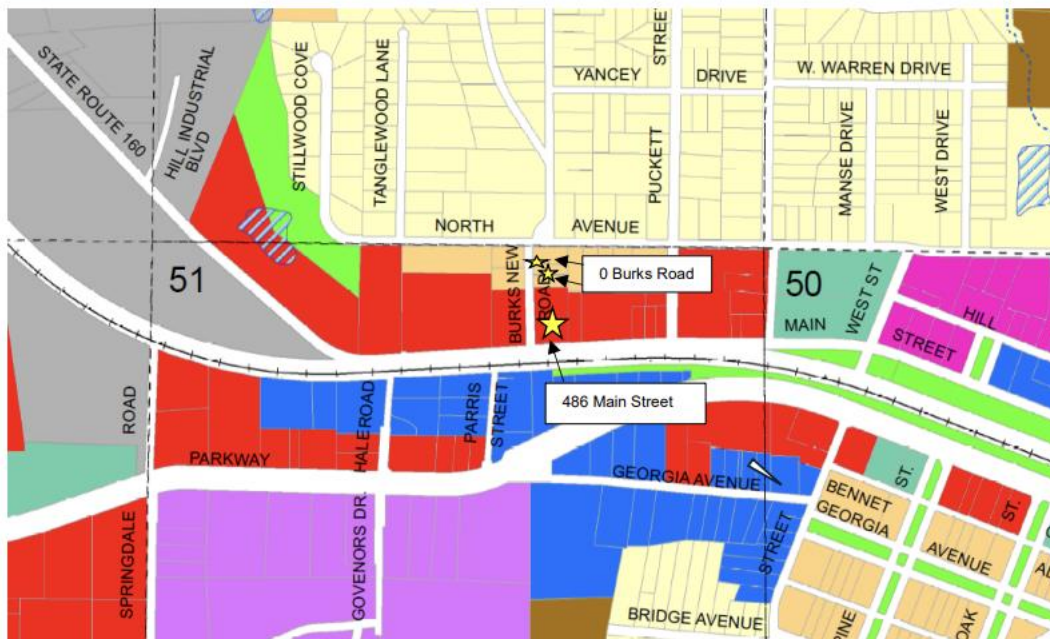 STATE ROUTE 160
HILL INDUSTRIAL
BLVD
STILLWOOD COVE
TANGLEWOOD LANE
YANCEY
STREET
DRIVE
W. WARREN DRIVE
PUCKETT
MANSE DRIVE
WEST DRIVE
NORTH
AVENUE
51
BURKS NEW
ROAD
0 Burks Road
50
MAIN
WEST ST
HILL
STREET
486 Main Street
ROAD
HALEROAD
PARRIS
STREET
PARKWAY
GEORGIA AVENUE
ST.
BENNET
GEORGIA
ST.
AVENUE
SPRINGDALE
GOVENORS DR.
STREET
BRIDGE AVENUE
PINE
OAK